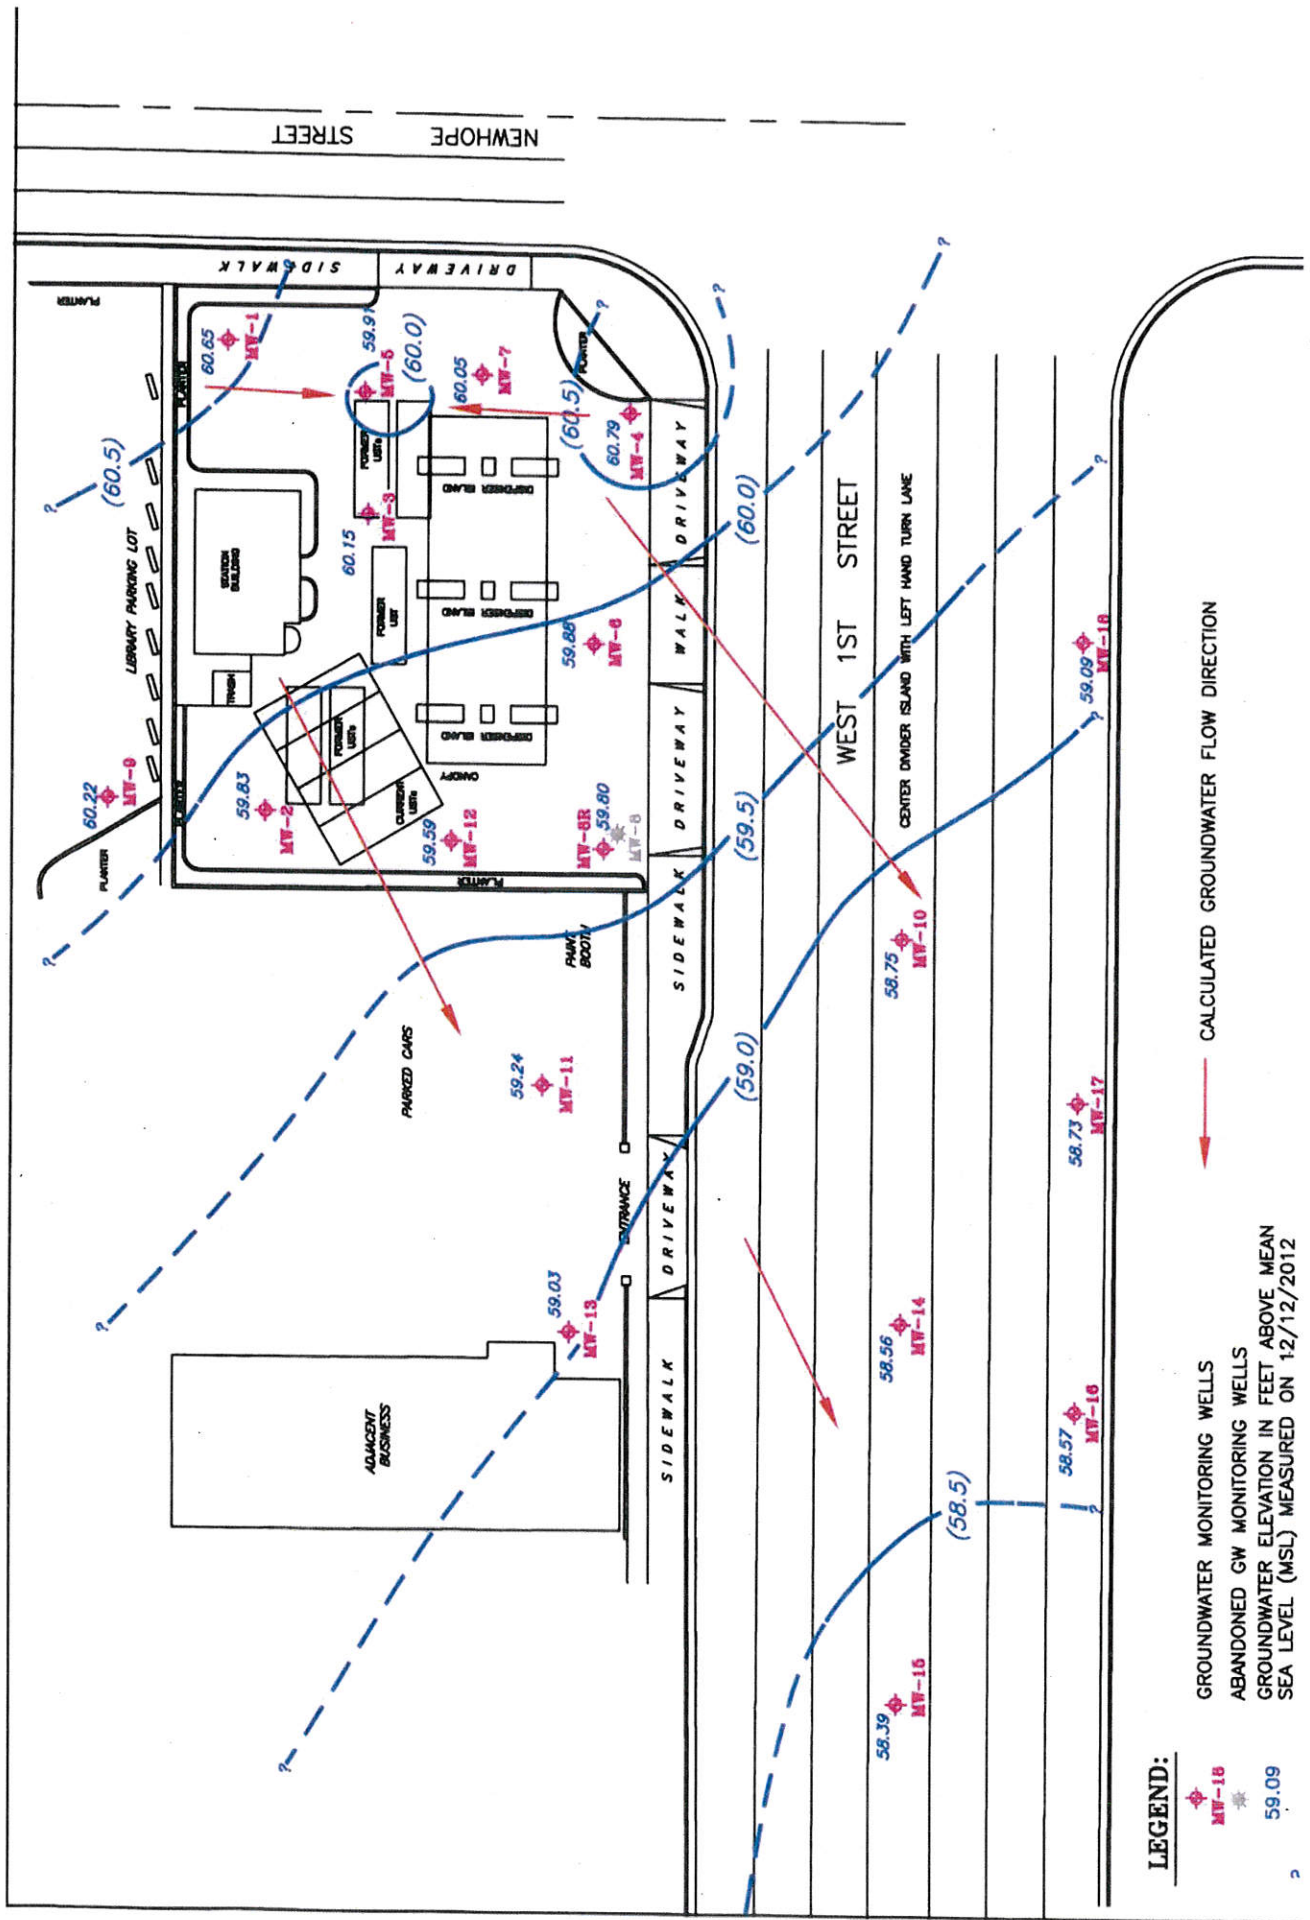 NEWHOPE
STREET
PLANTER
SIDEWALK
DRIVEWAY
PLANTER
60.65
MW-1
59.91
MW-5
(60.0)
60.05
MW-7
PLANTER
(60.5)
(60.5)
60.79
MW-4
FORMER
USTs
MW-3
60.15
DISPENSER ISLAND
DISPENSER ISLAND
DISPENSER ISLAND
CANOPY
STATION
BUILDING
LIBRARY PARKING LOT
FORMER
UST
TRASH
FORMER
USTs
CURRENT
USTs
59.88
MW-6
60.22
MW-9
PLANTER
PLANTER
59.83
MW-2
59.59
MW-12
MW-8R
59.80
MW-8
PLANTER
DRIVEWAY
WALK
DRIVEWAY
SIDEWALK
(60.0)
(59.5)
(59.0)
WEST 1ST STREET
CENTER DIVIDER ISLAND WITH LEFT HAND TURN LANE
59.09
MW-18
58.75
MW-10
PAINT
BOOTH
PARKED CARS
59.24
MW-11
ENTRANCE
DRIVEWAY
59.03
MW-13
SIDEWALK
ADJACENT
BUSINESS
58.73
MW-17
58.56
MW-14
58.57
MW-16
(58.5)
58.39
MW-15
?
?
?
?
?
?
?
?
?
?
?
LEGEND:
MW-18
GROUNDWATER MONITORING WELLS
ABANDONED GW MONITORING WELLS
59.09
GROUNDWATER ELEVATION IN FEET ABOVE MEAN
SEA LEVEL (MSL) MEASURED ON 12/12/2012
CALCULATED GROUNDWATER FLOW DIRECTION
?